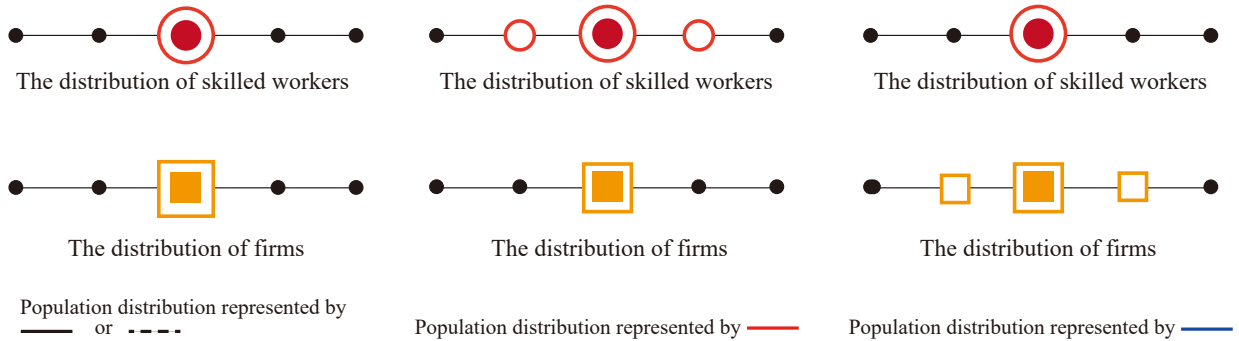 The distribution of skilled workers
The distribution of skilled workers
The distribution of skilled workers
The distribution of firms
The distribution of firms
The distribution of firms
Population distribution represented by
or
Population distribution represented by
Population distribution represented by